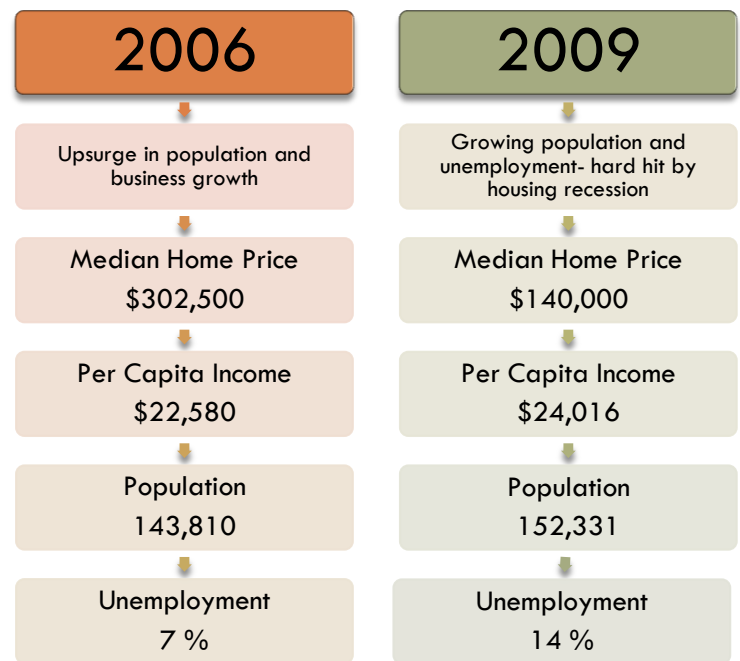 2006
Upsurge in population and
business growth
Median Home Price
$302,500
Per Capita Income
$22,580
Population
143,810
Unemployment
7 %
2009
Growing population and
unemployment- hard hit by
housing recession
Median Home Price
$140,000
Per Capita Income
$24,016
Population
152,331
Unemployment
14 %